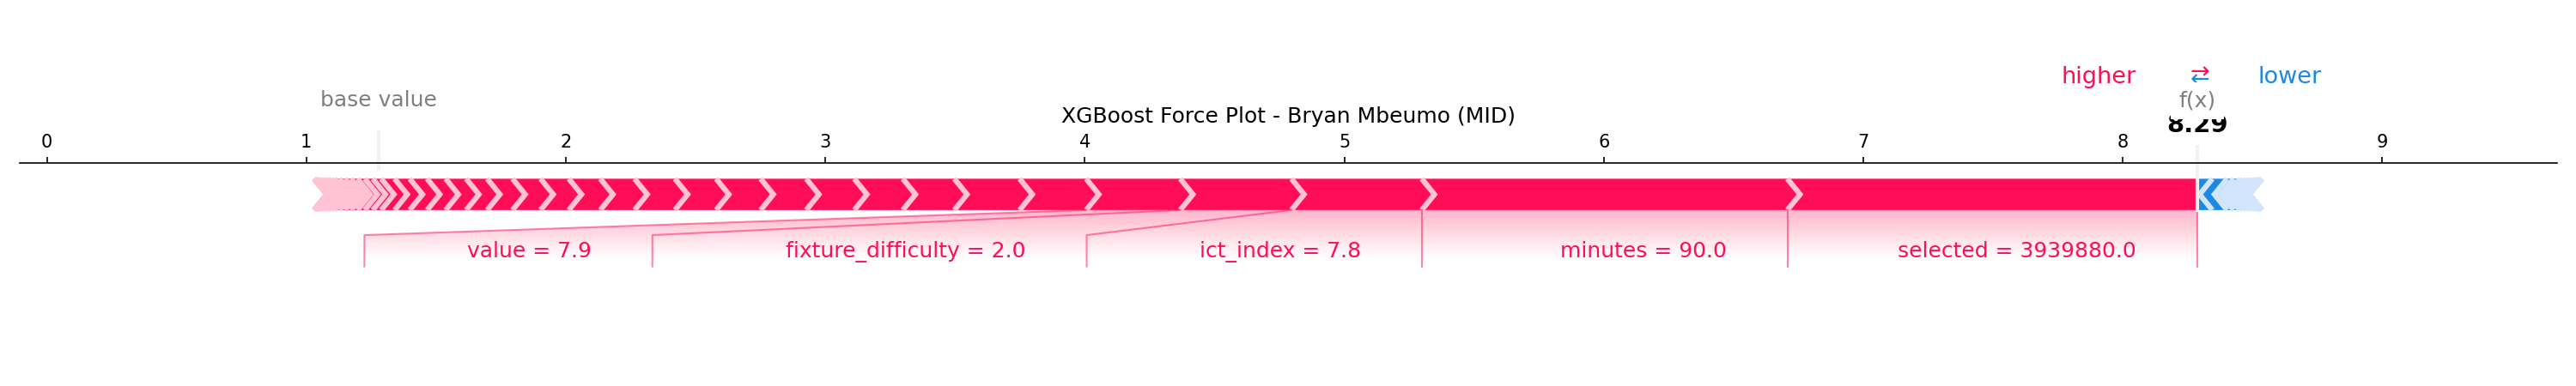 higher ⇄ lower
base value
f(x)
XGBoost Force Plot - Bryan Mbeumo (MID)
8.29
0 1 2 3 4 5 6 7 8 9
value = 7.9 fixture_difficulty = 2.0 ict_index = 7.8 minutes = 90.0 selected = 3939880.0